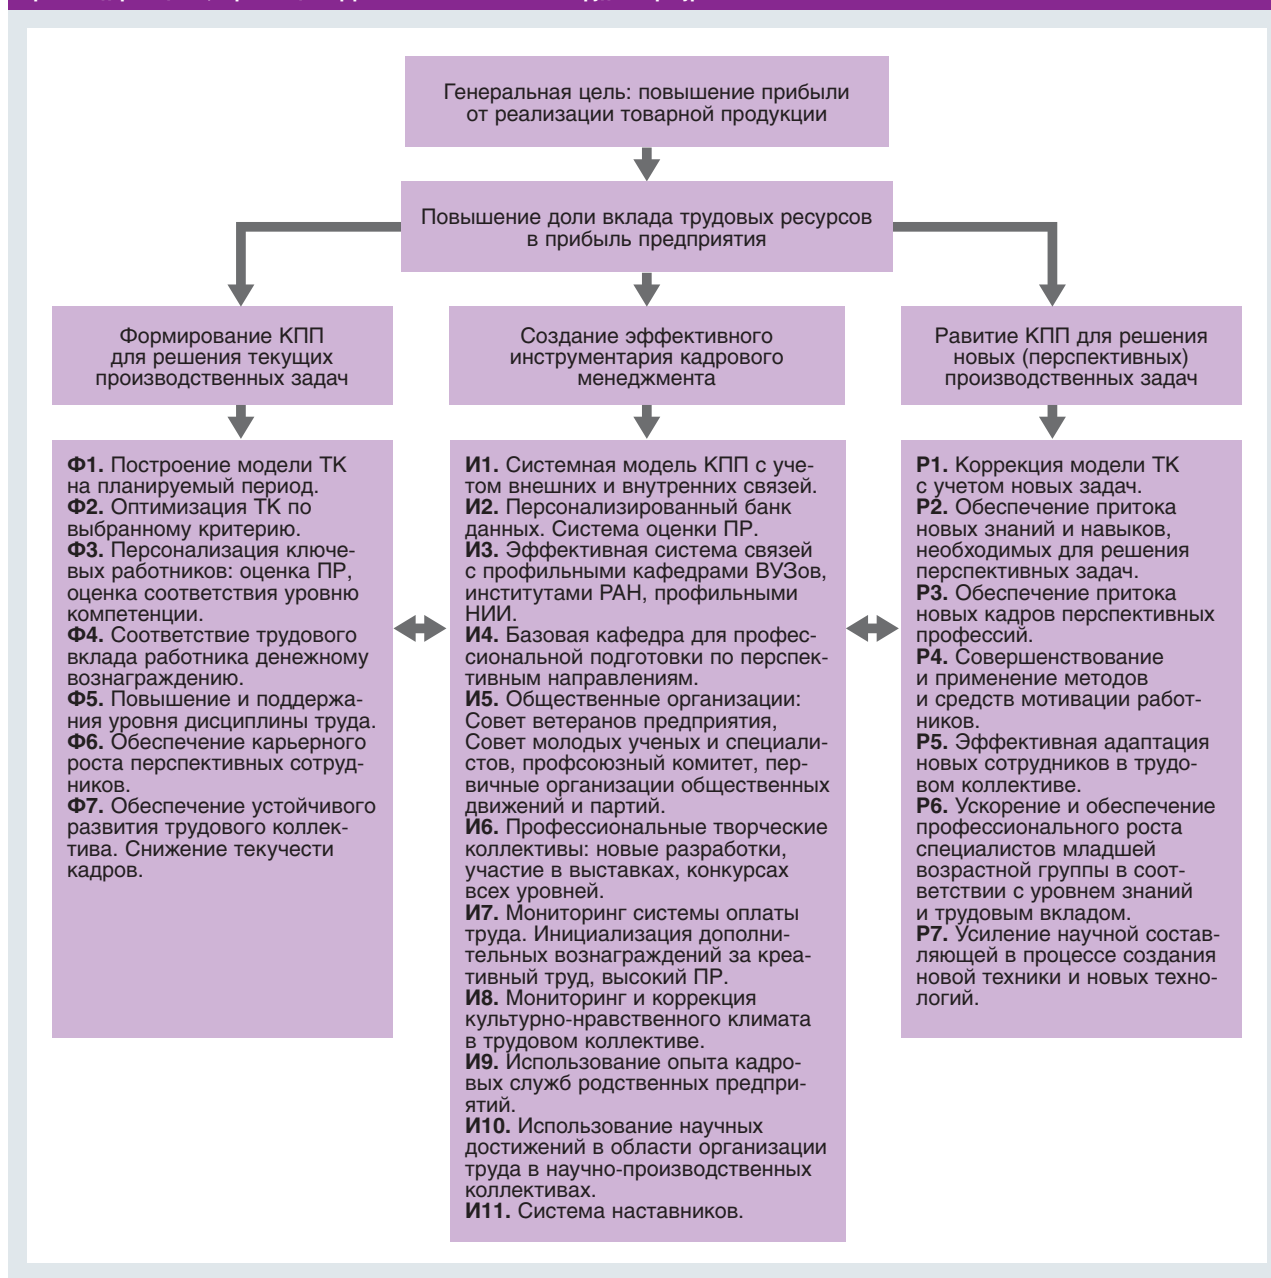 Генеральная цель: повышение прибыли
от реализации товарной продукции
Повышение доли вклада трудовых ресурсов
в прибыль предприятия
Формирование КПП
для решения текущих
производственных задач
Создание эффективного
инструментария кадрового
менеджмента
Равитие КПП для решения
новых (перспективных)
производственных задач
Ф1. Построение модели ТК
на планируемый период.
Ф2. Оптимизация ТК по
выбранному критерию.
Ф3. Персонализация ключе-
вых работников: оценка ПР,
оценка соответствия уровню
компетенции.
Ф4. Соответствие трудового
вклада работника денежному
вознаграждению.
Ф5. Повышение и поддержа-
ния уровня дисциплины труда.
Ф6. Обеспечение карьерного
роста перспективных сотруд-
ников.
Ф7. Обеспечение устойчивого
развития трудового коллек-
тива. Снижение текучести
кадров.
И1. Системная модель КПП с уче-
том внешних и внутренних связей.
И2. Персонализированный банк
данных. Система оценки ПР.
И3. Эффективная система связей
с профильными кафедрами ВУЗов,
институтами РАН, профильными
НИИ.
И4. Базовая кафедра для профес-
сиональной подготовки по перспек-
тивным направлениям.
И5. Общественные организации:
Совет ветеранов предприятия,
Совет молодых ученых и специали-
стов, профсоюзный комитет, пер-
вичные организации общественных
движений и партий.
И6. Профессиональные творческие
коллективы: новые разработки,
участие в выставках, конкурсах
всех уровней.
И7. Мониторинг системы оплаты
труда. Инициализация дополни-
тельных вознаграждений за креа-
тивный труд, высокий ПР.
И8. Мониторинг и коррекция
культурно-нравственного климата
в трудовом коллективе.
И9. Использование опыта кадро-
вых служб родственных предпри-
ятий.
И10. Использование научных
достижений в области организации
труда в научно-производственных
коллективах.
И11. Система наставников.
Р1. Коррекция модели ТК
с учетом новых задач.
Р2. Обеспечение притока
новых знаний и навыков,
необходимых для решения
перспективных задач.
Р3. Обеспечение притока
новых кадров перспективных
профессий.
Р4. Совершенствование
и применение методов
и средств мотивации работ-
ников.
Р5. Эффективная адаптация
новых сотрудников в трудо-
вом коллективе.
Р6. Ускорение и обеспечение
профессионального роста
специалистов младшей
возрастной группы в соот-
ветствии с уровнем знаний
и трудовым вкладом.
Р7. Усиление научной состав-
ляющей в процессе создания
новой техники и новых техно-
логий.